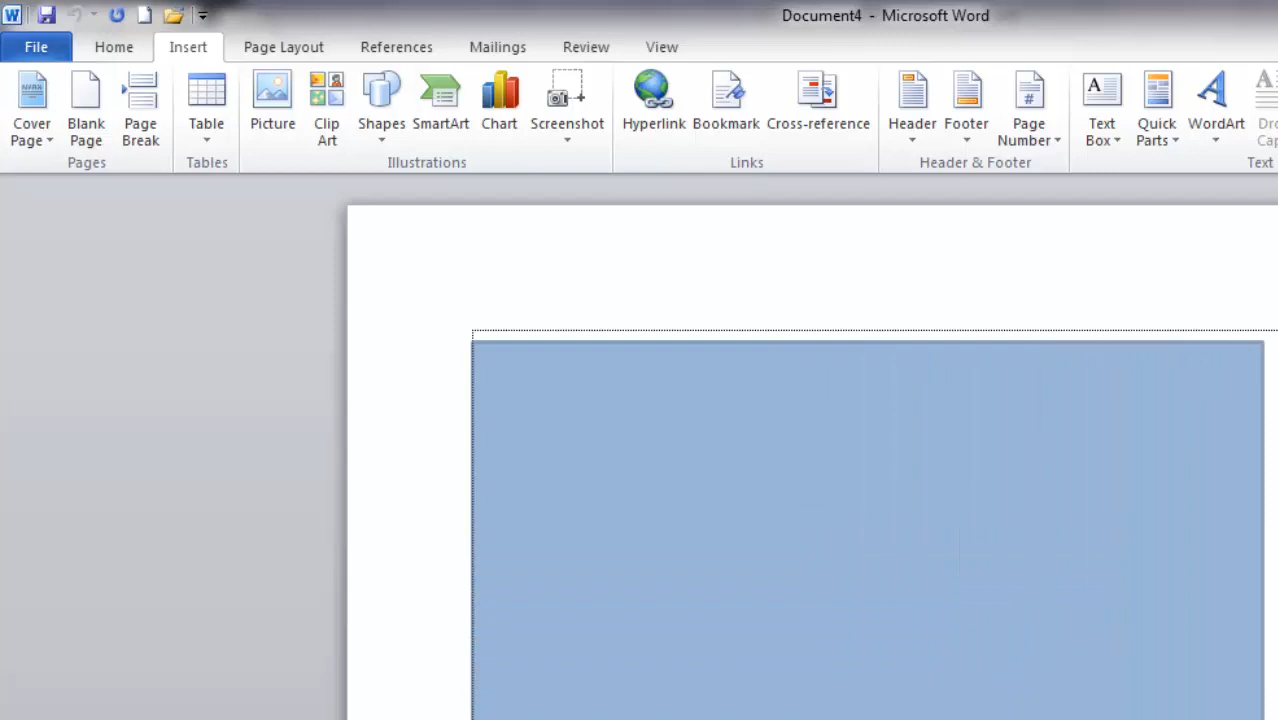 Document4 - Microsoft Word
File Home Insert Page Layout References Mailings Review View
Cover Page Blank Page Page Break Table Picture Clip Art Shapes SmartArt Chart Screenshot Hyperlink Bookmark Cross-reference Header Footer Page Number Text Box Quick Parts WordArt
Pages Tables Illustrations Links Header & Footer Text